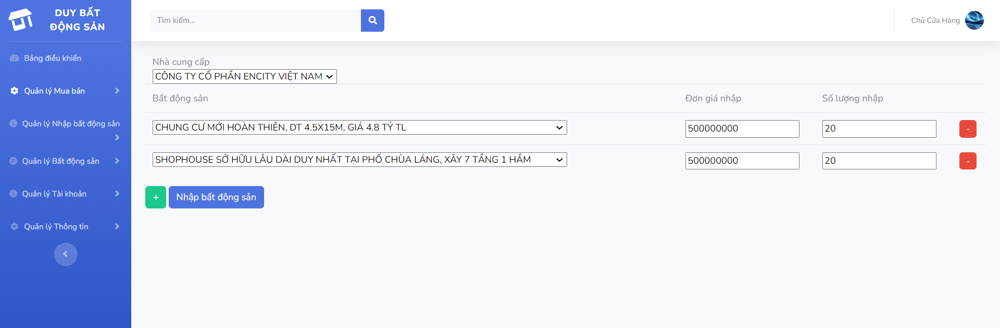 DUY BẤT
ĐỘNG SẢN
Tìm kiếm...
Chủ Cửa Hàng
Bảng điều khiển
Quản lý Mua bán
Quản lý Nhập bất động sản
Quản lý Bất động sản
Quản lý Tài khoản
Quản lý Thông tin
Nhà cung cấp
CÔNG TY CỔ PHẦN ENCITY VIỆT NAM
Bất động sản Đơn giá nhập Số lượng nhập
CHUNG CƯ MỚI HOÀN THIỆN, DT 4.5X15M, GIÁ 4.8 TỶ TL 500000000 20 -
SHOPHOUSE SỞ HỮU LÂU DÀI DUY NHẤT TẠI PHỐ CHÙA LÁNG, XÂY 7 TẦNG 1 HẦM 500000000 20 -
+ Nhập bất động sản